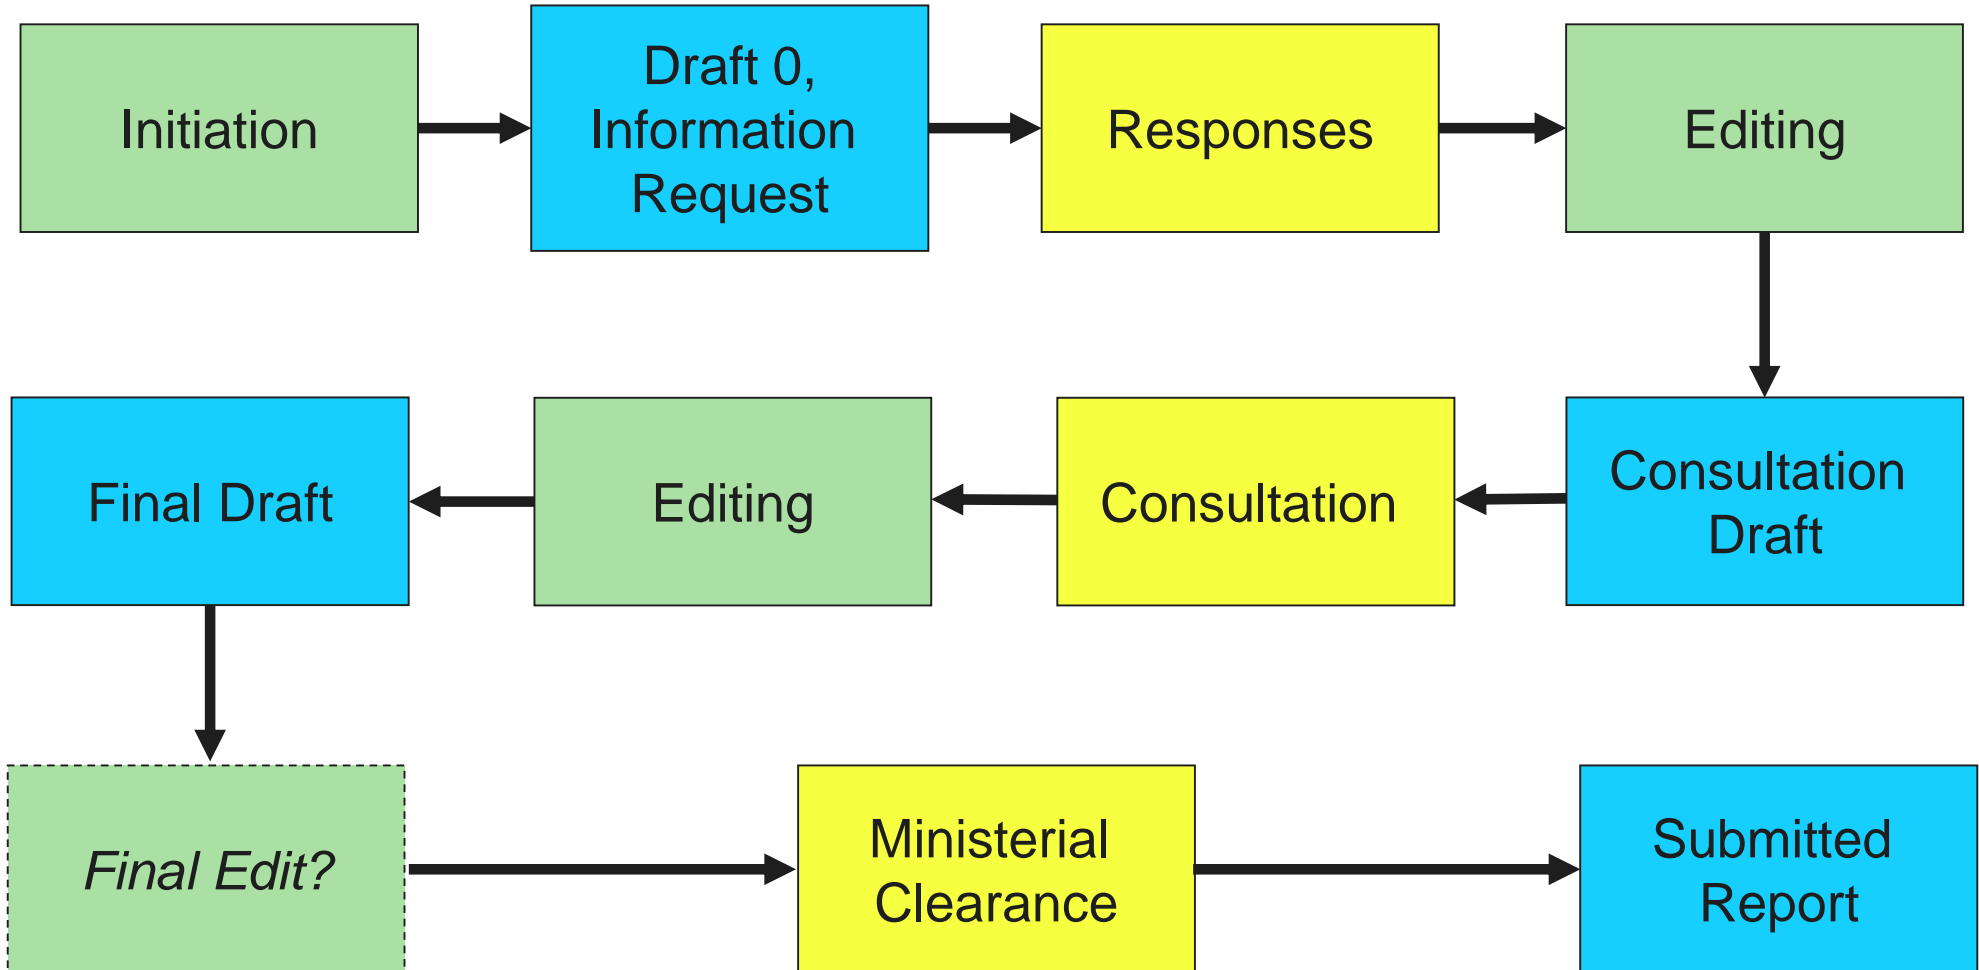 Initiation
Draft 0,
Information
Request
Responses
Editing
Consultation
Draft
Consultation
Editing
Final Draft
Final Edit?
Ministerial
Clearance
Submitted
Report